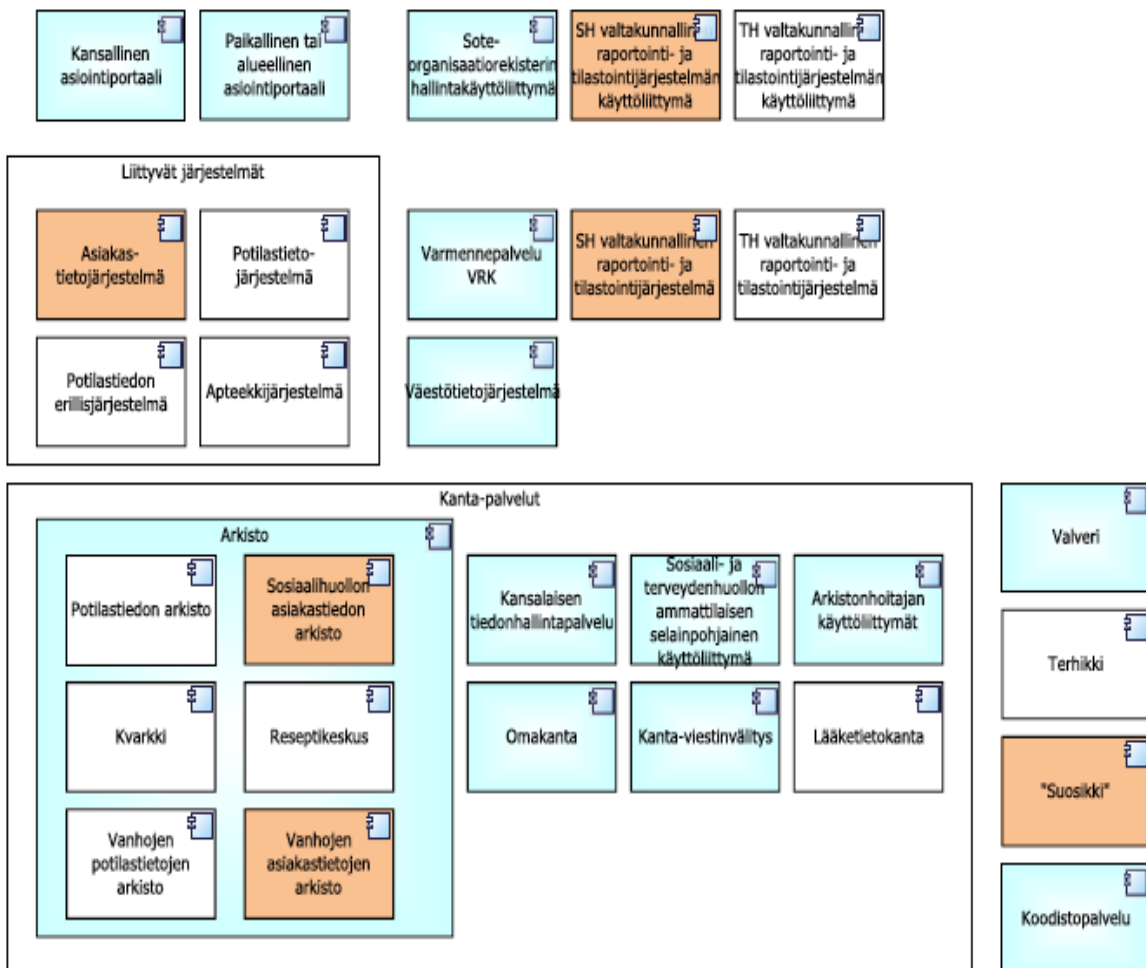 Kansallinen
asiointiportaali
Paikallinen tai
alueellinen
asiointiportaali
Sote-
organisaatiorekisterin
hallintakäyttöliittymä
SH valtakunnallinen
raportointi- ja
tilastointijärjestelmän
käyttöliittymä
TH valtakunnallinen
raportointi- ja
tilastointijärjestelmän
käyttöliittymä
Liittyvät järjestelmät
Asiakas-
tietojärjestelmä
Potilastieto-
järjestelmä
Potilastiedon
erillisjärjestelmä
Apteekkijärjestelmä
Varmennepalvelu
VRK
SH valtakunnallinen
raportointi- ja
tilastointijärjestelmä
TH valtakunnallinen
raportointi- ja
tilastointijärjestelmä
Väestötietojärjestelmä
Kanta-palvelut
Arkisto
Potilastiedon arkisto
Sosiaalihuollon
asiakastiedon
arkisto
Kvarkki
Reseptikeskus
Vanhojen
potilastietojen
arkisto
Vanhojen
asiakastietojen
arkisto
Kansalaisen
tiedonhallintapalvelu
Sosiaali- ja
terveydenhuollon
ammattilaisen
selainpohjainen
käyttöliittymä
Arkistonhoitajan
käyttöliittymät
Omakanta
Kanta-viestinvälitys
Lääketietokanta
Valveri
Terhikki
"Suosikki"
Koodistopalvelu